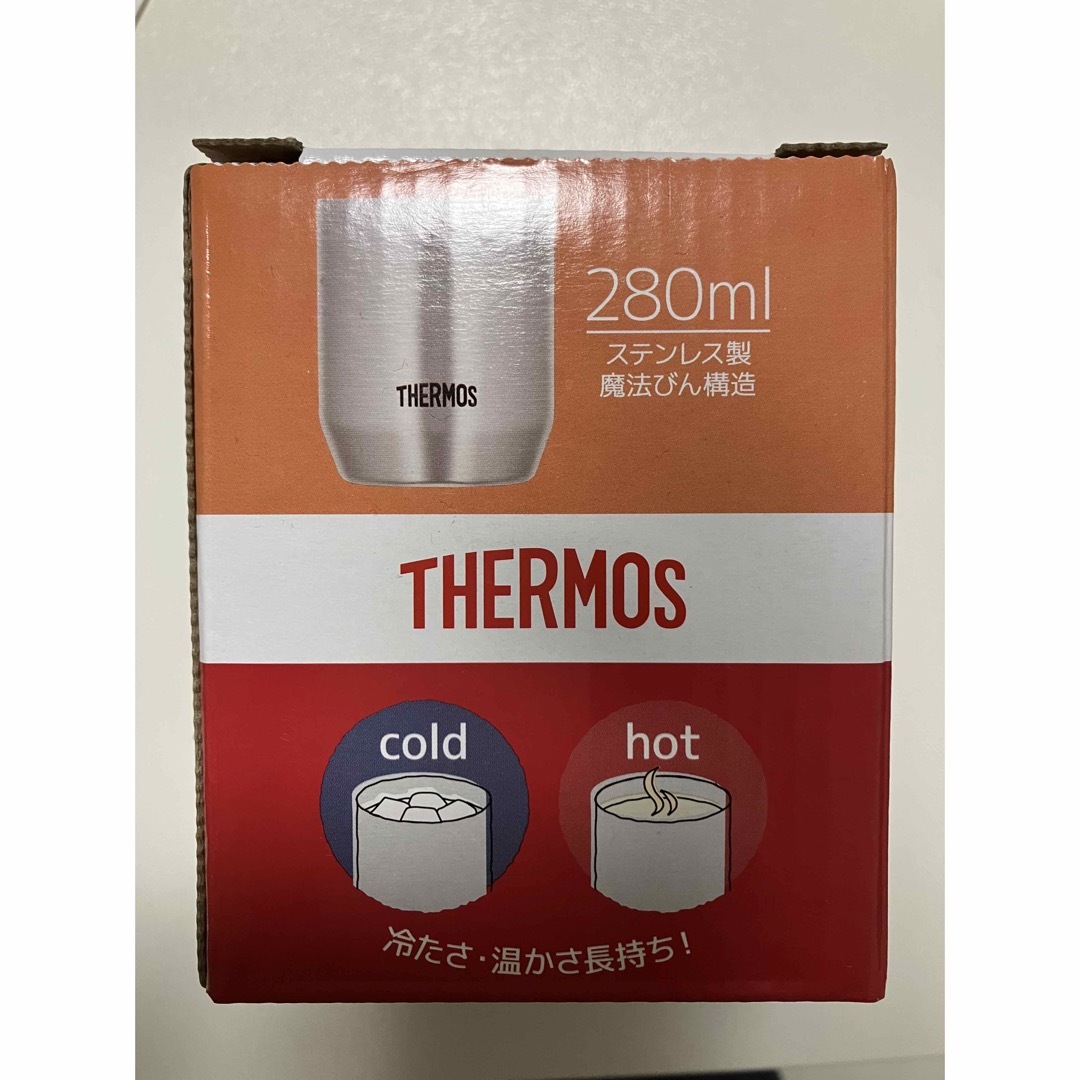 280ml
ステンレス製
魔法びん構造
THERMOS
THERMOS
cold
hot
冷たさ・温かさ長持ち！